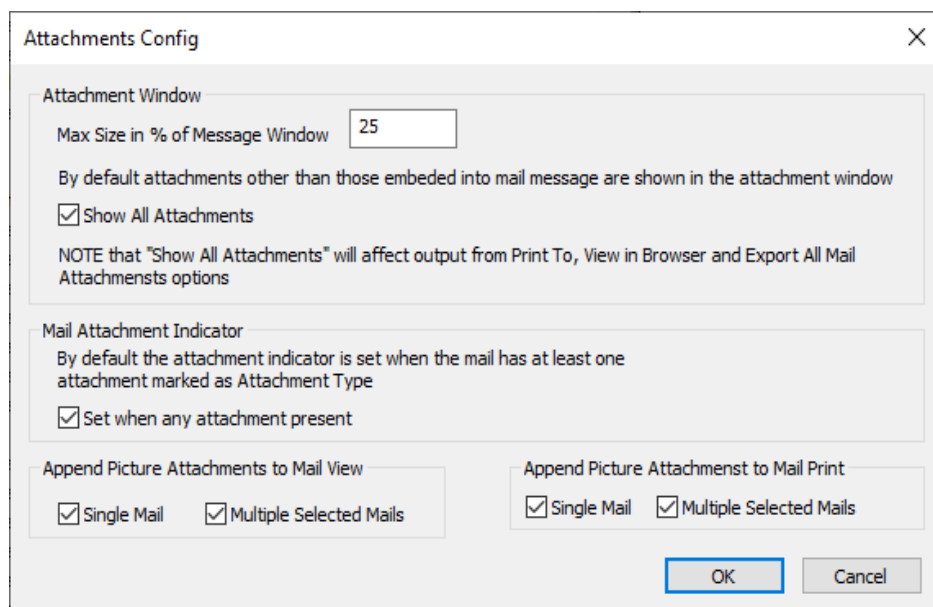 Attachments Config
Attachment Window
Max Size in % of Message Window 25
By default attachments other than those embeded into mail message are shown in the attachment window
Show All Attachments
NOTE that "Show All Attachments" will affect output from Print To, View in Browser and Export All Mail
Attachmensts options
Mail Attachment Indicator
By default the attachment indicator is set when the mail has at least one
attachment marked as Attachment Type
Set when any attachment present
Append Picture Attachments to Mail View
Single Mail Multiple Selected Mails
Append Picture Attachmenst to Mail Print
Single Mail Multiple Selected Mails
OK Cancel